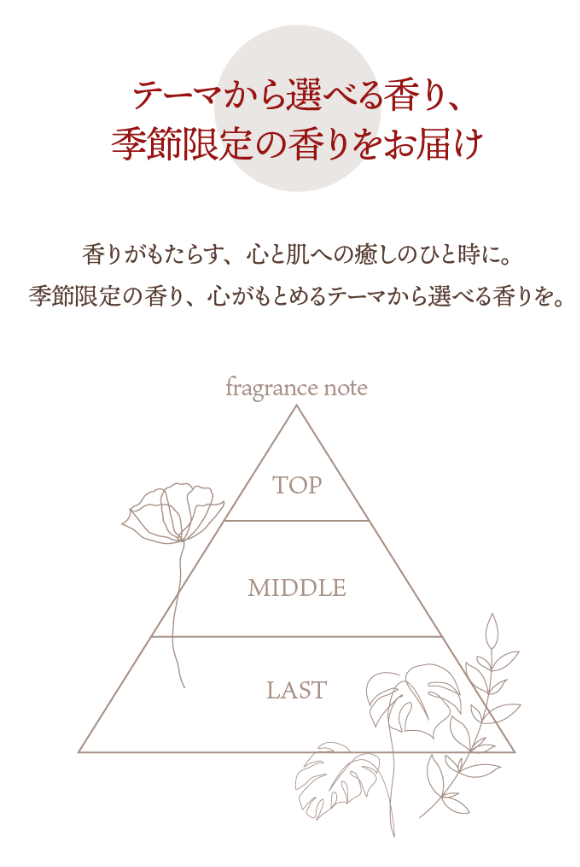 テーマから選べる香り、
季節限定の香りをお届け
香りがもたらす、心と肌への癒しのひと時に。
季節限定の香り、心がもとめるテーマから選べる香りを。
fragrance note
TOP
MIDDLE
LAST